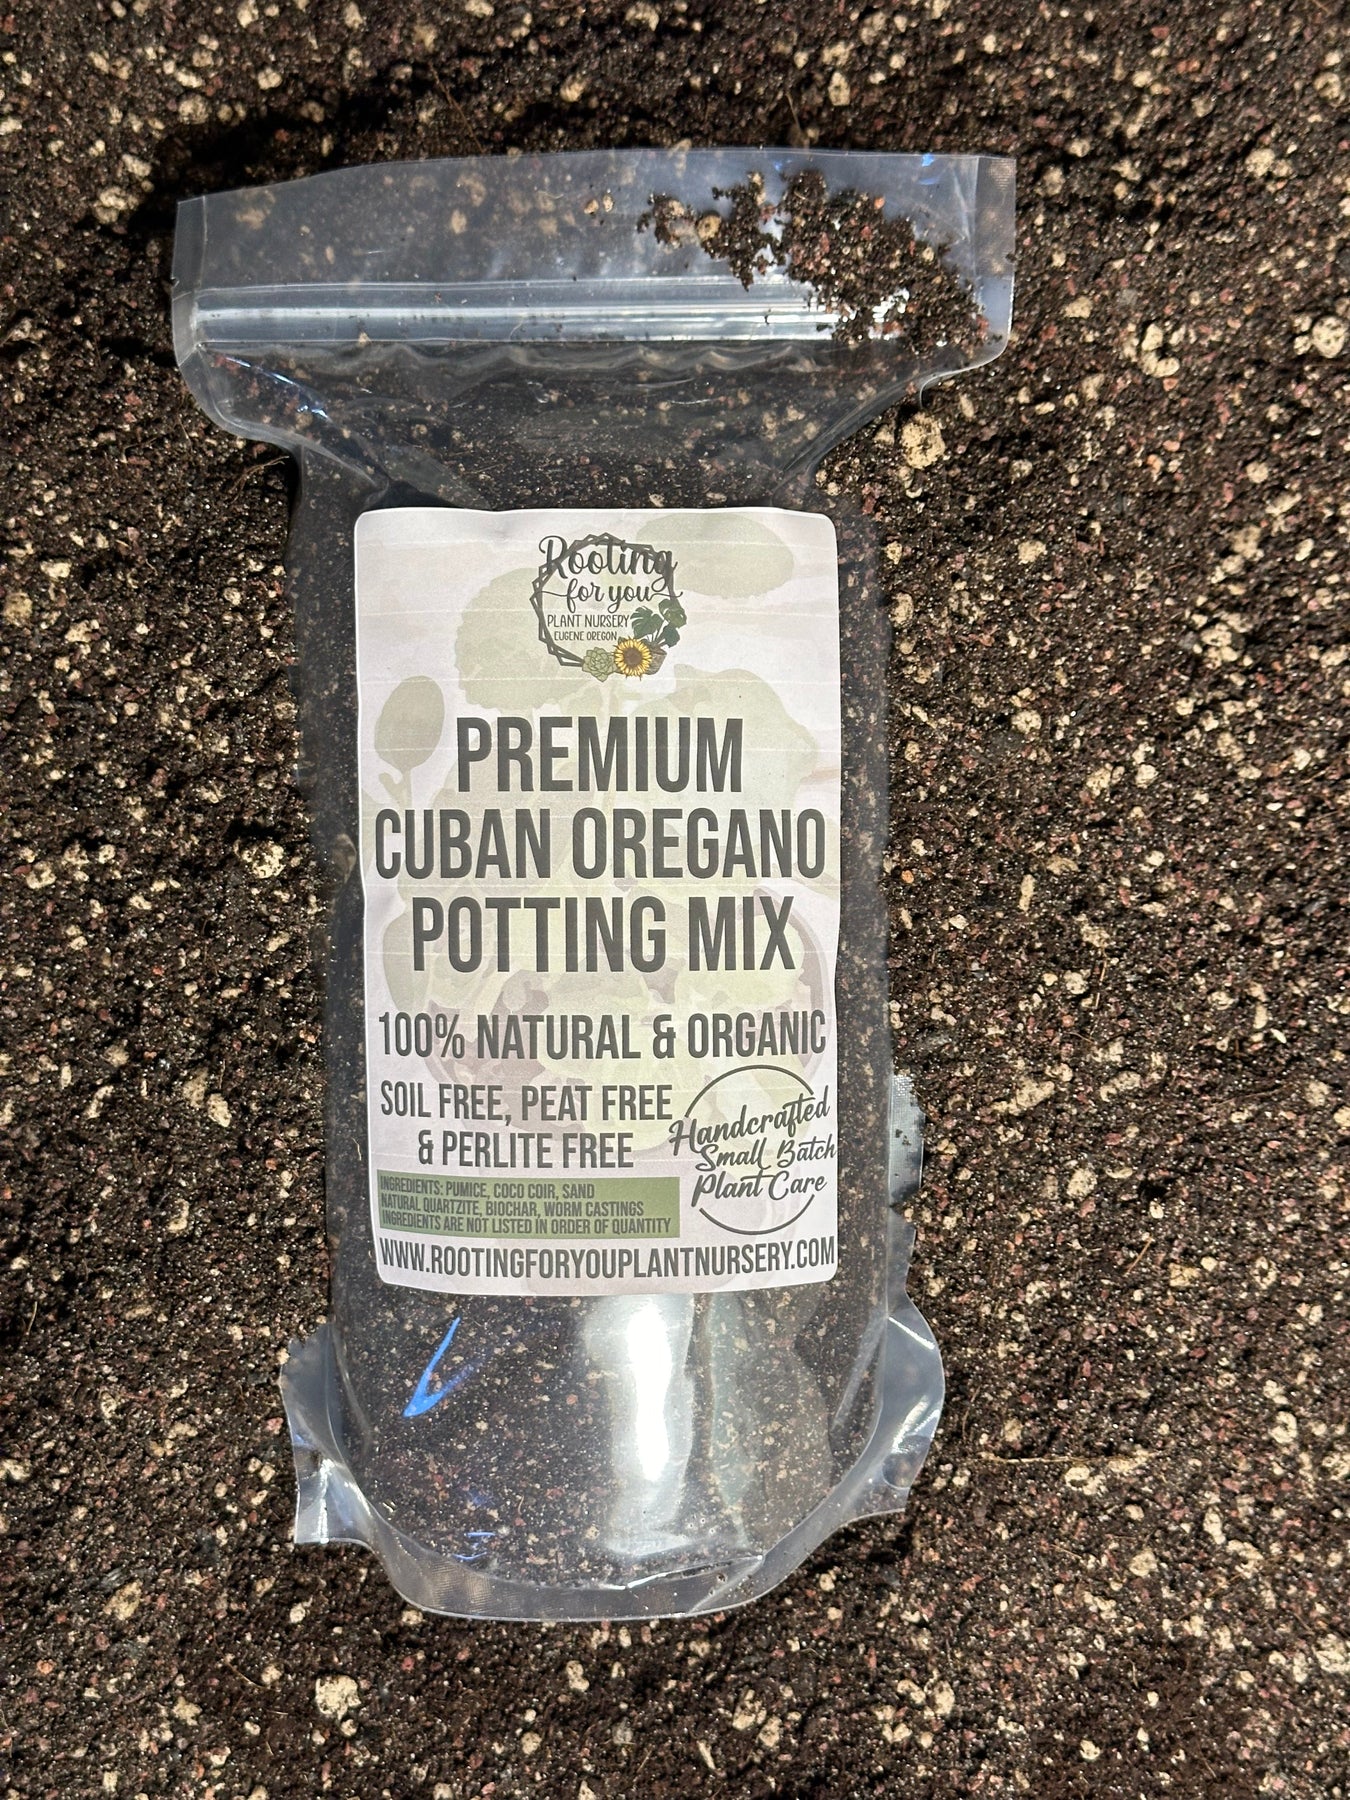 Rooting
for you
PLANT NURSERY
EUGENE OREGON
PREMIUM
CUBAN OREGANO
POTTING MIX
100% NATURAL & ORGANIC
SOIL FREE, PEAT FREE
& PERLITE FREE
Handcrafted
Small Batch
Plant Care
INGREDIENTS: PUMICE, COCO COIR, SAND
NATURAL QUARTZITE, BIOCHAR, WORM CASTINGS
INGREDIENTS ARE NOT LISTED IN ORDER OF QUANTITY
WWW.ROOTINGFORYOUPLANTNURSERY.COM